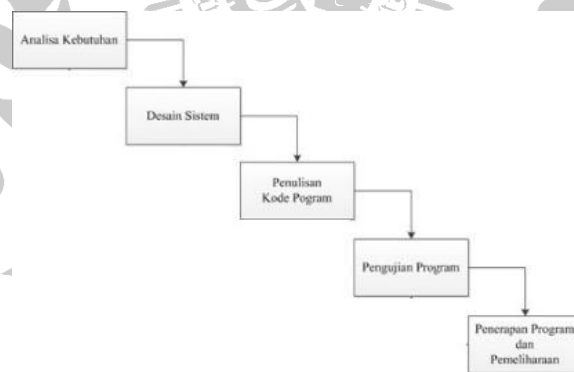 Analisa Kebutuhan
Desain Sistem
Penulisan
Kode Pogram
Pengujian Program
Penerapan Program
dan
Pemeliharaan